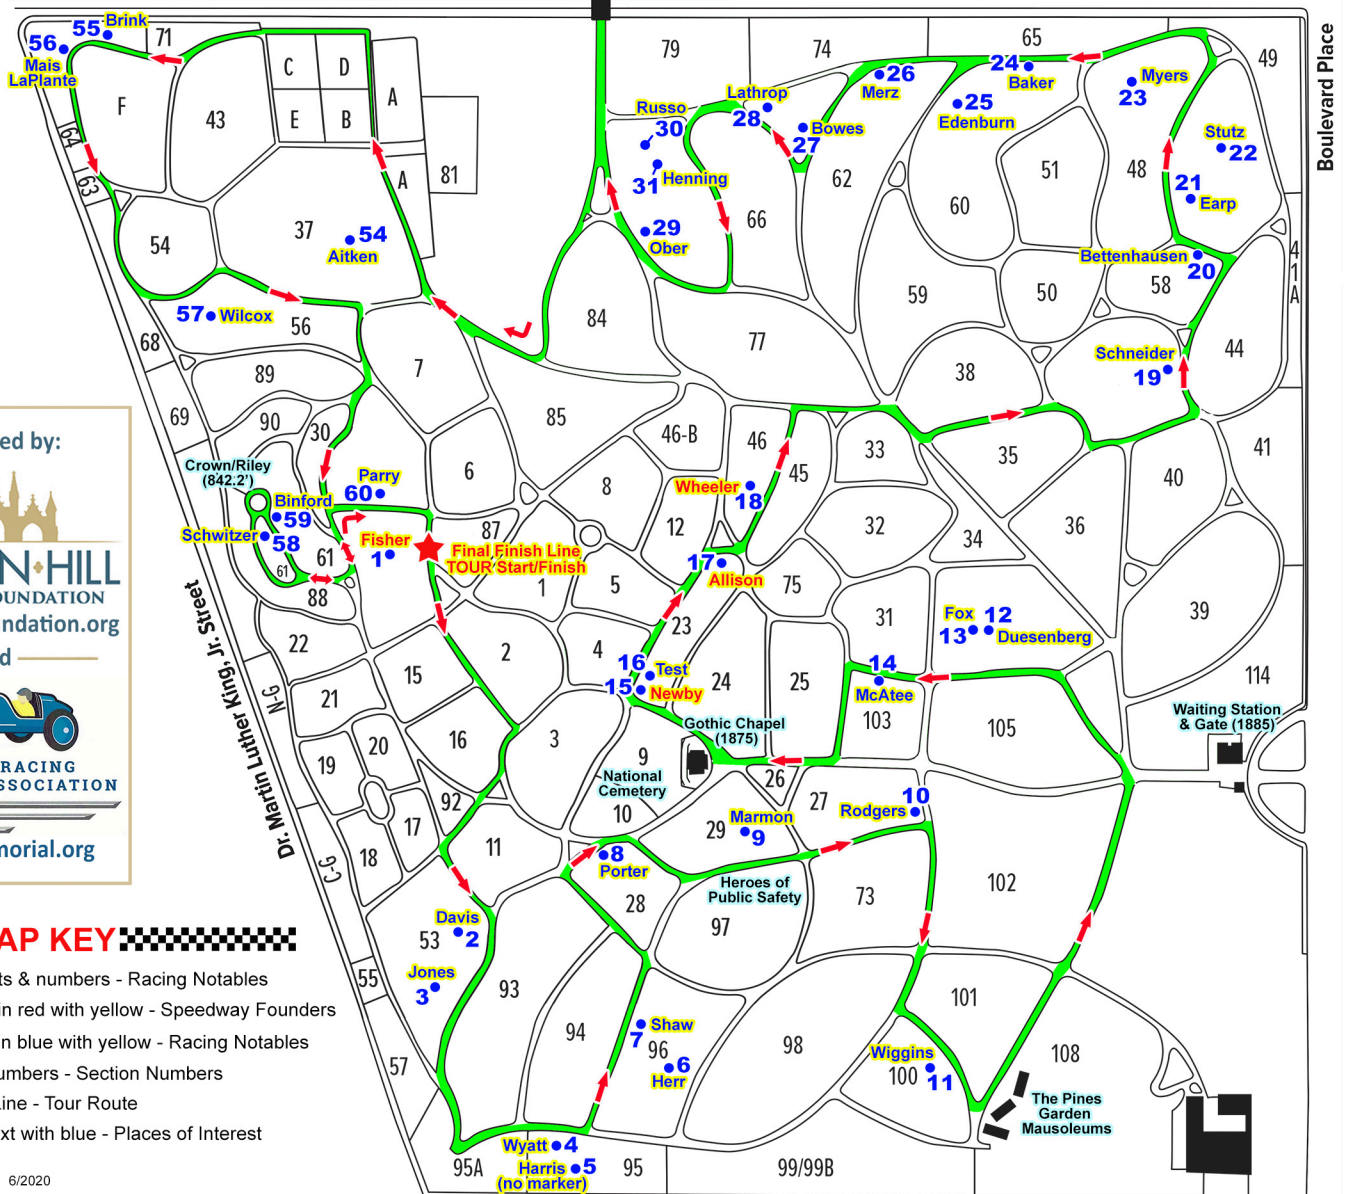 55
Brink
56
Mais
LaPlante
71
C
D
E
B
A
A
F
43
81
64
63
54
37
54
Aitken
57
Wilcox
56
68
89
69
90
30
7
79
74
65
49
Boulevard Place
Russo
30
Lathrop
28
26
Merz
24
Baker
25
Edenburn
Myers
23
Stutz
22
Bowes
27
31
Henning
29
Ober
62
66
60
51
48
21
Earp
Bettenhausen
20
58
41A
84
77
59
50
44
38
Schneider
19
85
46-B
46
45
33
35
41
40
6
8
Crown/Riley
(842.2')
Binford
59
Schwitzer
58
61
61
88
Parry
60
Fisher
1
87
Final Finish Line
TOUR Start/Finish
Wheeler
18
12
32
34
36
17
Allison
75
1
5
31
Fox
13
12
Duesenberg
39
22
2
4
23
16
Test
15
Newby
24
25
14
McAtee
103
105
114
Waiting Station
& Gate (1885)
15
N-G
21
16
3
9
Gothic Chapel
(1875)
National
Cemetery
26
19
20
92
10
27
Rodgers
10
29
Marmon
9
17
18
11
C-G
8
Porter
28
Heroes of
Public Safety
97
73
102
Dr. Martin Luther King, Jr. Street
Davis
2
53
Jones
3
55
93
94
101
57
Shaw
7
96
6
Herr
98
Wiggins
100
11
108
The Pines
Garden
Mausoleums
Wyatt
4
Harris
5
(no marker)
95A
95
99/99B
ed by:
N HILL
OUNDATION
ndation.org
d
RACING
ASSOCIATION
morial.org
AP KEY
ts & numbers - Racing Notables
in red with yellow - Speedway Founders
n blue with yellow - Racing Notables
umbers - Section Numbers
ine - Tour Route
xt with blue - Places of Interest
6/2020